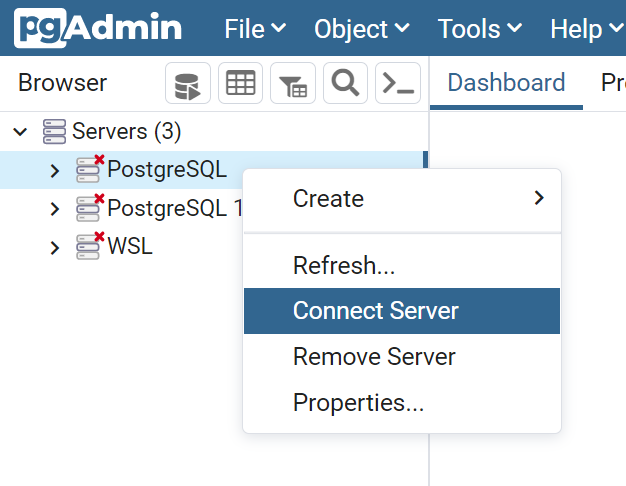 pgAdmin File Object Tools Help
Browser Dashboard Pr
Servers (3)
PostgreSQL
PostgreSQL 1
WSL
Create
Refresh...
Connect Server
Remove Server
Properties...